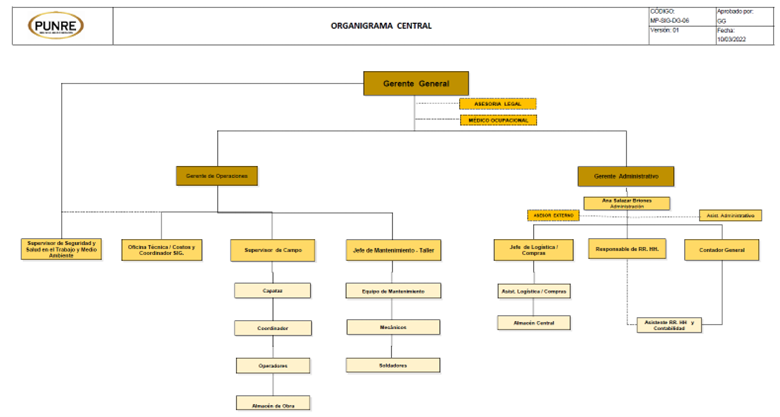 PUNRE
ORGANIGRAMA CENTRAL
CÓDIGO:
MP-SIG-DO-06
Versión: 01
Aprobado por:
GG
Fecha:
10/03/2022
Gerente General
ASESORIA LEGAL
MÉDICO OCUPACIONAL
Gerente de Operaciones
Gerente Administrativo
Ana Salazar Briones
Administración
ASESOR EXTERNO
Asist. Administrativo
Supervisor de Seguridad y
Salud en el Trabajo y Medio
Ambiente
Oficina Técnica / Costos y
Coordinador SIG.
Supervisor de Campo
Jefe de Mantenimiento - Taller
Jefe de Logística /
Compras
Responsable de RR. HH.
Contador General
Capataz
Equipo de Mantenimiento
Asist. Logística / Compras
Coordinador
Mecánicos
Almacén Central
Asistente RR. HH y
Contabilidad
Operadores
Soldadores
Almacén de Obra